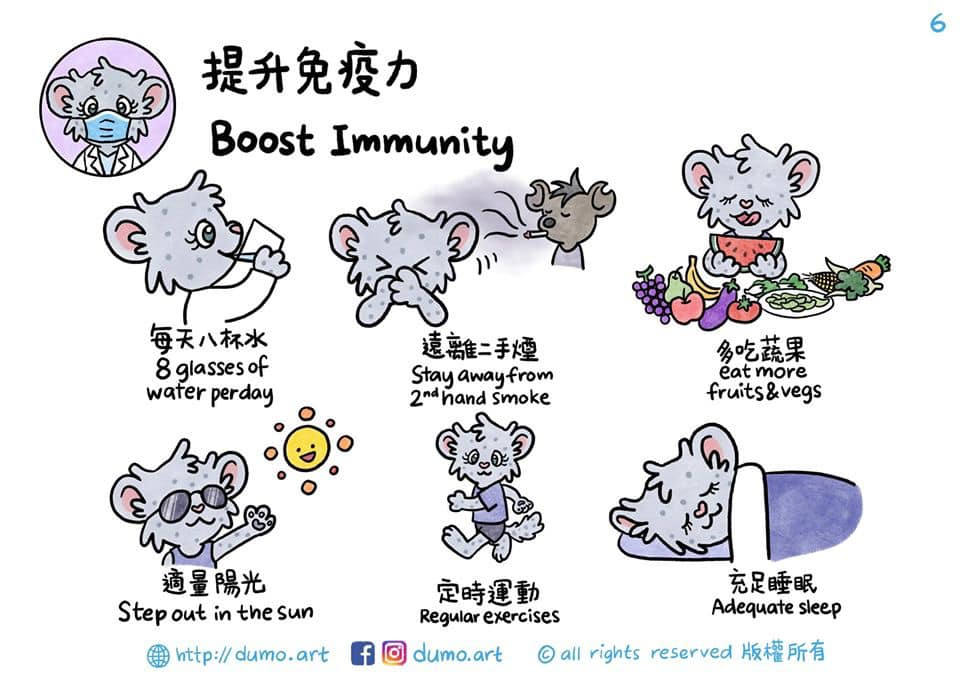 6
提升免疫力
Boost Immunity
每天八杯水
8 glasses of
water perday
遠離二手煙
Stay away from
2nd hand smoke
多吃蔬果
eat more
fruits & vegs
適量陽光
Step out in the sun
定時運動
Regular exercises
充足睡眠
Adequate sleep
http://dumo.art dumo.art © all rights reserved 版權所有